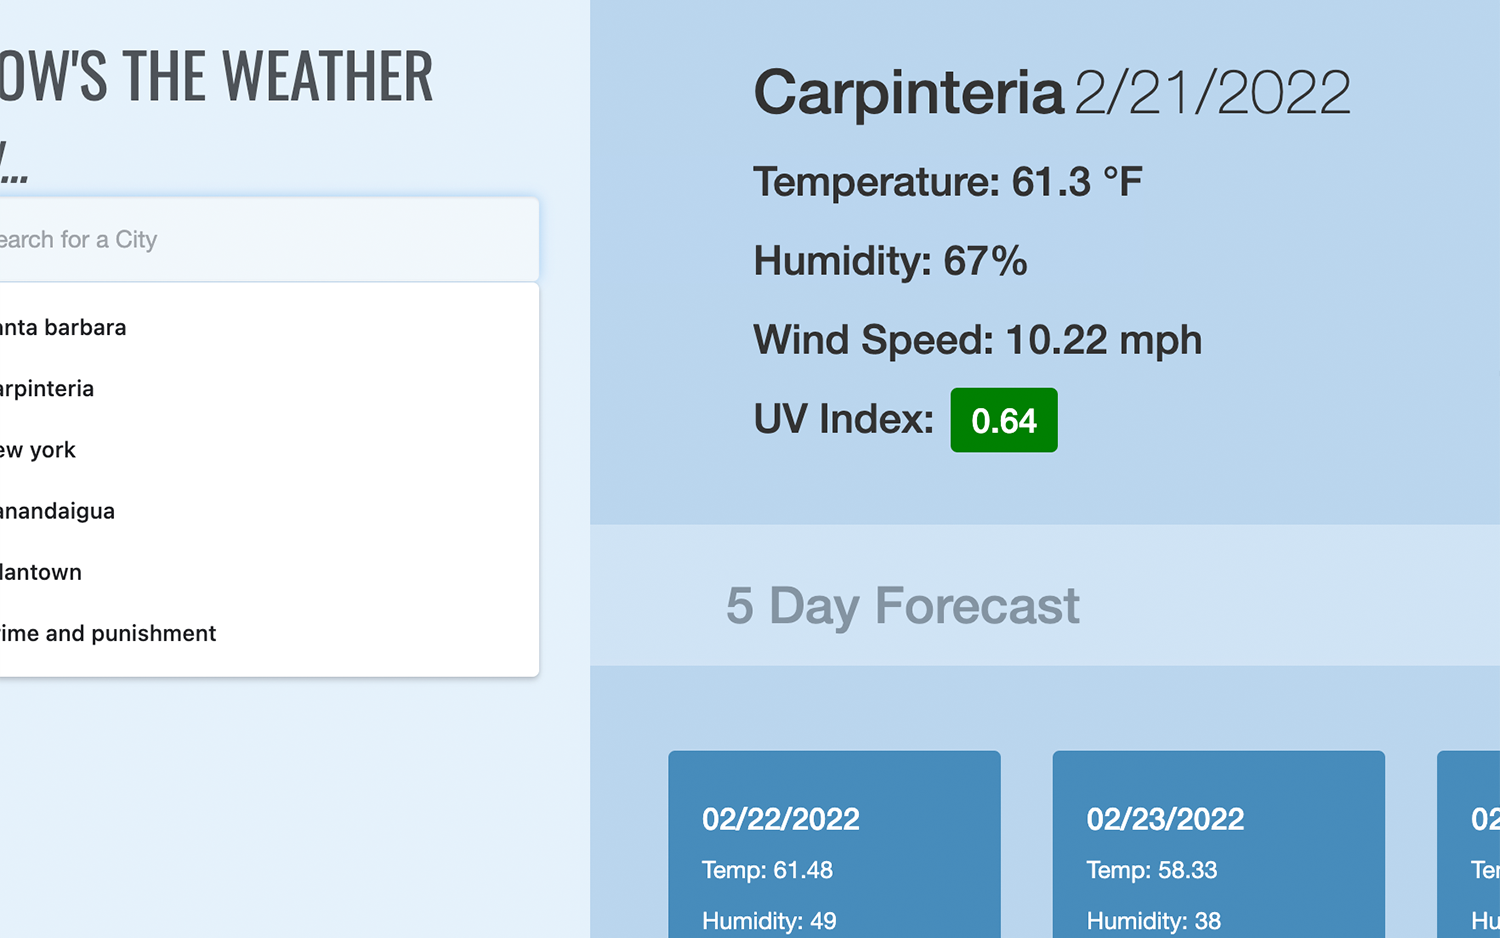 OW'S THE WEATHER
...
earch for a City
anta barbara
arpinteria
ew york
anandaigua
lantown
ime and punishment
Carpinteria 2/21/2022
Temperature: 61.3 °F
Humidity: 67%
Wind Speed: 10.22 mph
UV Index: 0.64
5 Day Forecast
02/22/2022
Temp: 61.48
Humidity: 49
02/23/2022
Temp: 58.33
Humidity: 38
02
Te
Hu